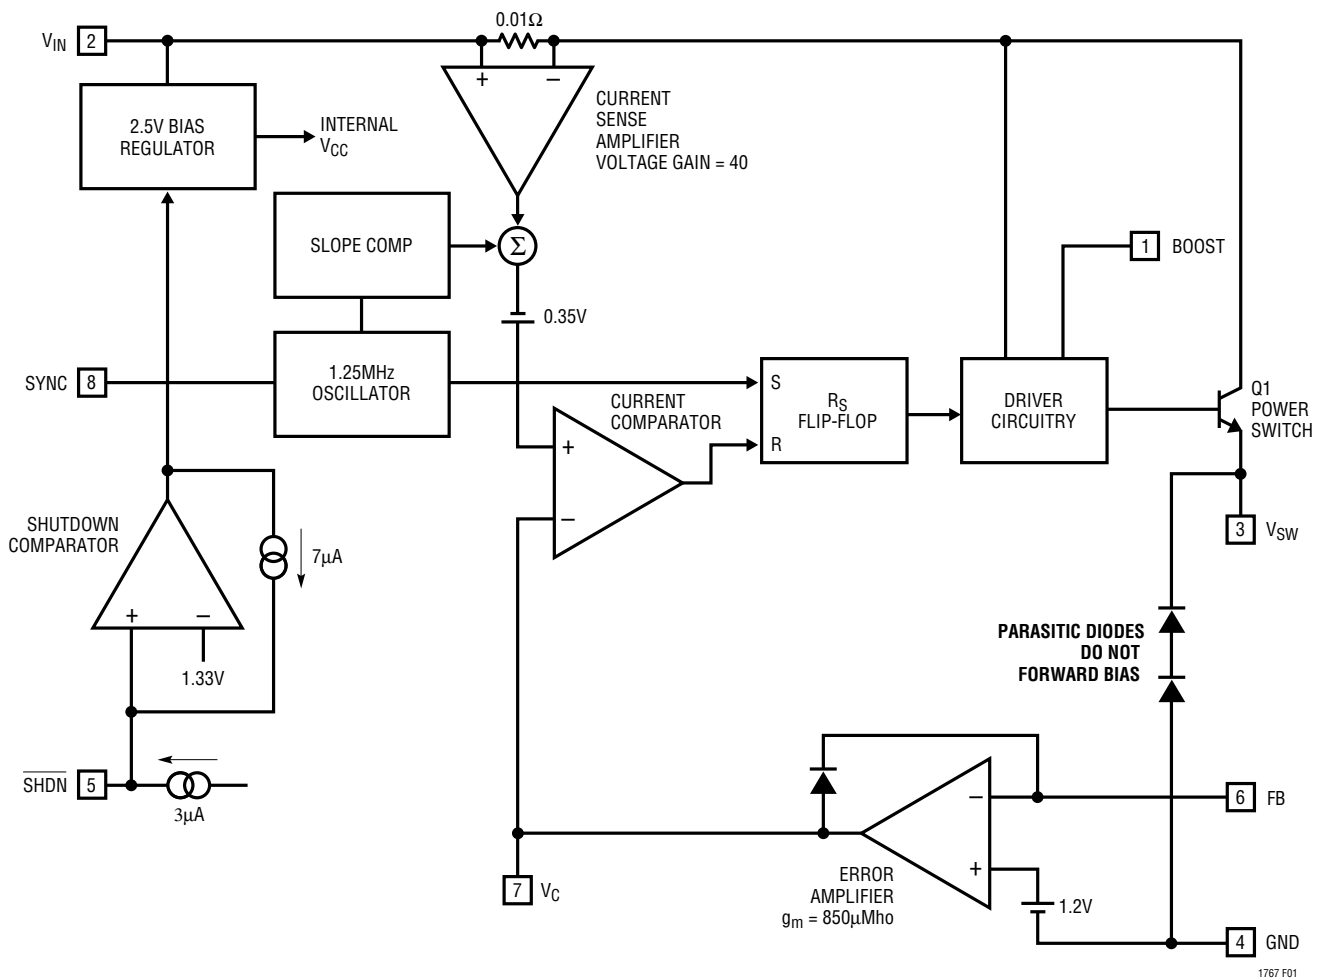 0.01Ω
VIN 2
+ –
2.5V BIAS
REGULATOR
INTERNAL
VCC
CURRENT
SENSE
AMPLIFIER
VOLTAGE GAIN = 40
SLOPE COMP
Σ
1 BOOST
0.35V
SYNC 8
1.25MHz
OSCILLATOR
CURRENT
COMPARATOR
+
–
S
RS
FLIP-FLOP
R
DRIVER
CIRCUITRY
Q1
POWER
SWITCH
SHUTDOWN
COMPARATOR
7µA
+ –
1.33V
3 VSW
PARASITIC DIODES
DO NOT
FORWARD BIAS
SHDN 5
3µA
–
6 FB
+
ERROR
AMPLIFIER
gm = 850µMho
7 VC
1.2V
4 GND
1767 F01